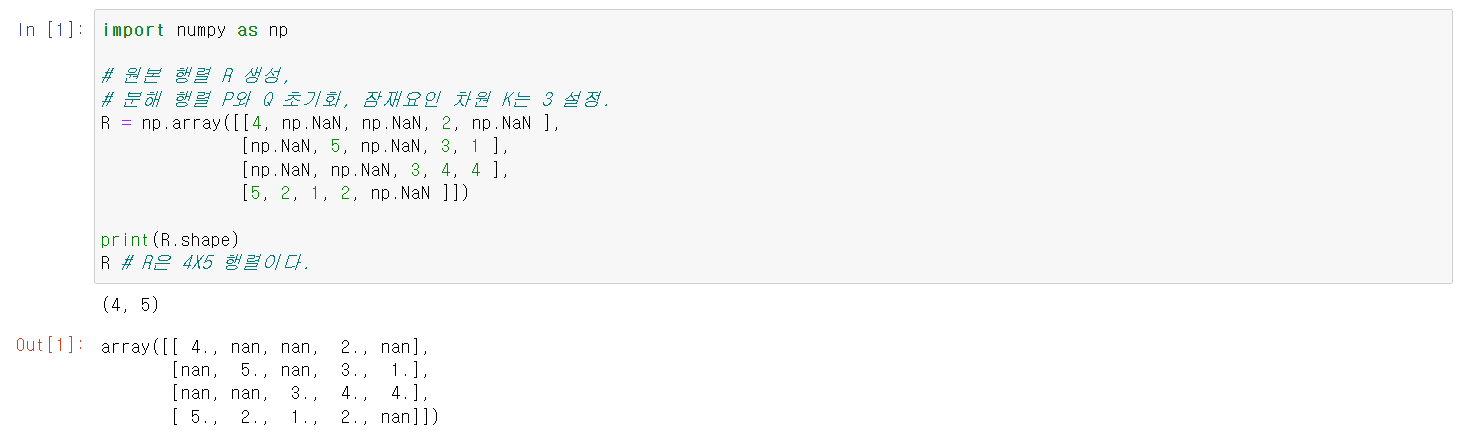 In [1]: import numpy as np
# 원본 행렬 R 생성,
# 분해 행렬 P와 Q 초기화, 잠재요인 차원 K는 3 설정.
R = np.array([[4, np.NaN, np.NaN, 2, np.NaN ],
[np.NaN, 5, np.NaN, 3, 1 ],
[np.NaN, np.NaN, 3, 4, 4 ],
[5, 2, 1, 2, np.NaN ]])
print(R.shape)
R # R은 4X5 행렬이다.
(4, 5)
Out[1]: array([[ 4., nan, nan,  2., nan],
[nan,  5., nan,  3.,  1.],
[nan, nan,  3.,  4.,  4.],
[ 5.,  2.,  1.,  2., nan]])